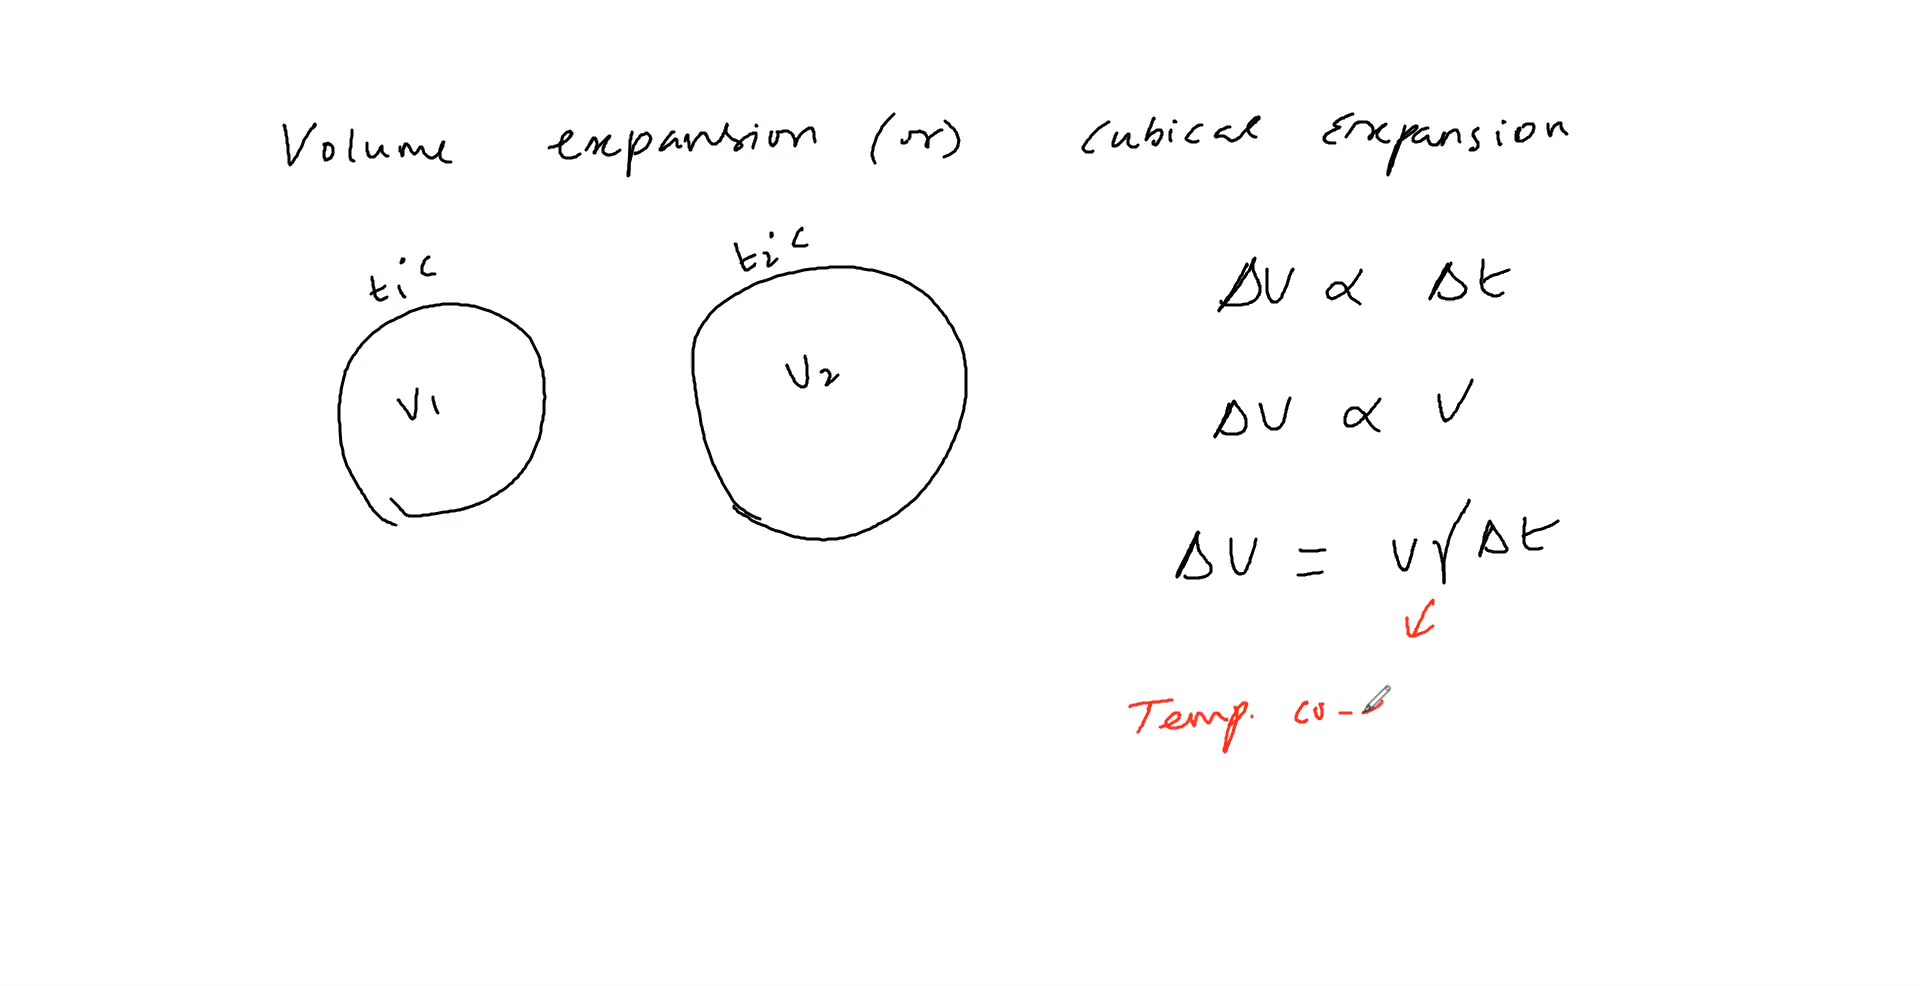 Volume expansion (or) cubical Expansion
t₁°C
t₂°C
V₁
V₂
ΔV ∝ Δt
ΔV ∝ V
ΔV = VγΔt
Temp. co-